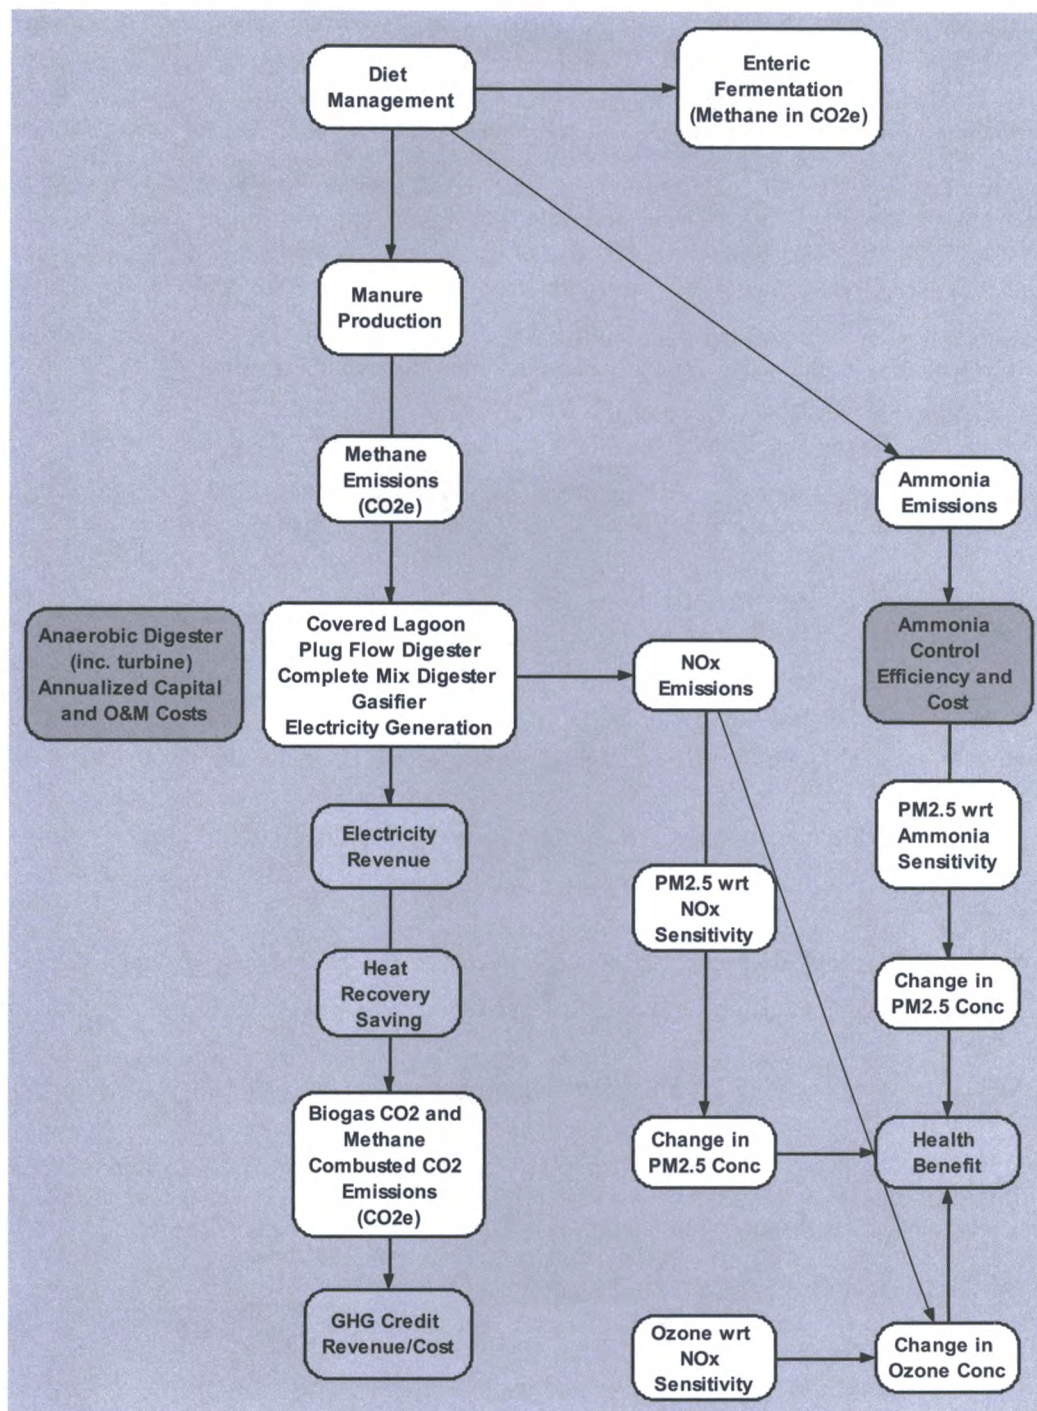 Diet
Management
Enteric
Fermentation
(Methane in CO2e)
Manure
Production
Methane
Emissions
(CO2e)
Ammonia
Emissions
Anaerobic Digester
(inc. turbine)
Annualized Capital
and O&M Costs
Covered Lagoon
Plug Flow Digester
Complete Mix Digester
Gasifier
Electricity Generation
NOx
Emissions
Ammonia
Control
Efficiency and
Cost
Electricity
Revenue
PM2.5 wrt
NOx
Sensitivity
PM2.5 wrt
Ammonia
Sensitivity
Heat
Recovery
Saving
Change in
PM2.5 Conc
Biogas CO2 and
Methane
Combusted CO2
Emissions
(CO2e)
Change in
PM2.5 Conc
Health
Benefit
GHG Credit
Revenue/Cost
Ozone wrt
NOx
Sensitivity
Change in
Ozone Conc